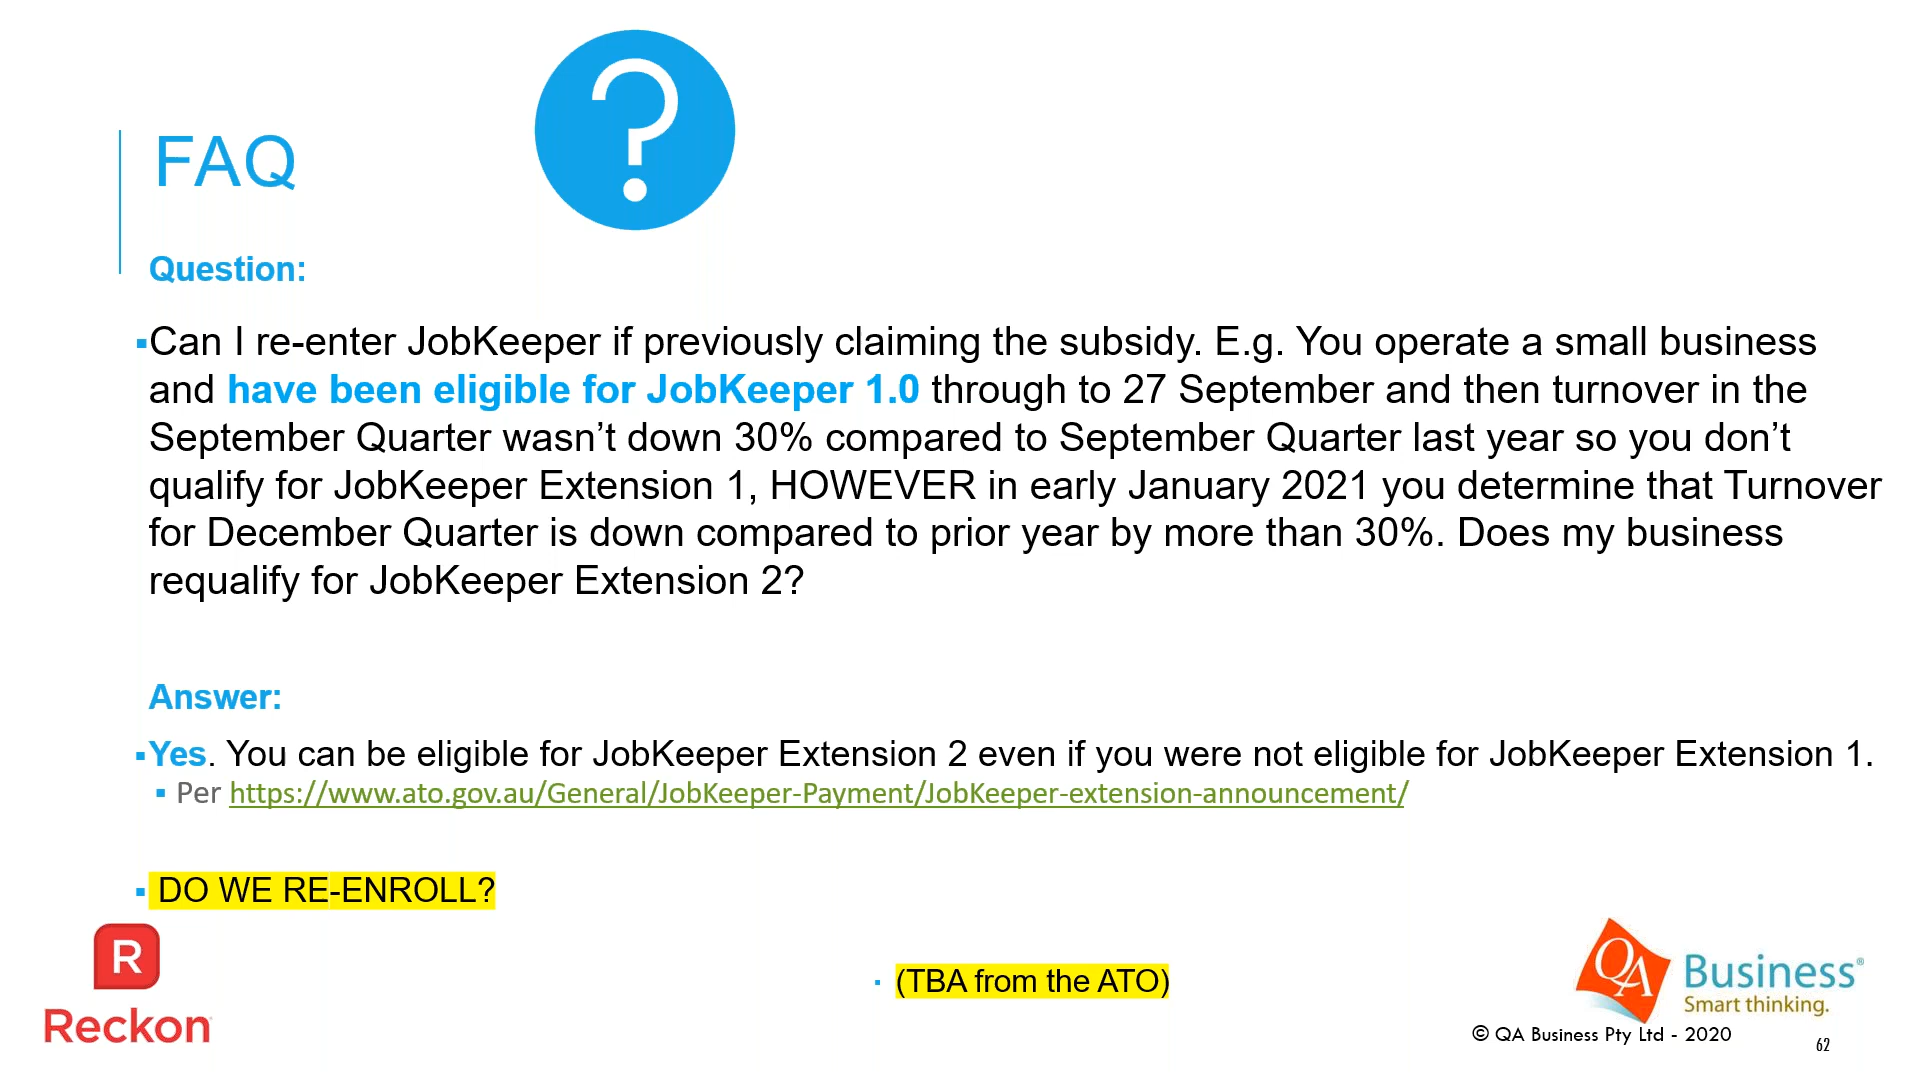 FAQ
Question:
▪Can I re-enter JobKeeper if previously claiming the subsidy. E.g. You operate a small business
and have been eligible for JobKeeper 1.0 through to 27 September and then turnover in the
September Quarter wasn’t down 30% compared to September Quarter last year so you don’t
qualify for JobKeeper Extension 1, HOWEVER in early January 2021 you determine that Turnover
for December Quarter is down compared to prior year by more than 30%. Does my business
requalify for JobKeeper Extension 2?
Answer:
▪Yes. You can be eligible for JobKeeper Extension 2 even if you were not eligible for JobKeeper Extension 1.
▪ Per https://www.ato.gov.au/General/JobKeeper-Payment/JobKeeper-extension-announcement/
▪ DO WE RE-ENROLL?
▪ (TBA from the ATO)
R
Reckon
QA Business®
Smart thinking.
© QA Business Pty Ltd - 2020
62